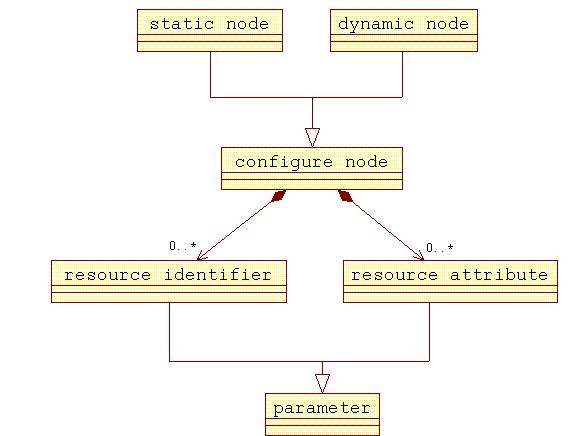 static node
dynamic node
configure node
0..*
0..*
resource identifier
resource attribute
parameter